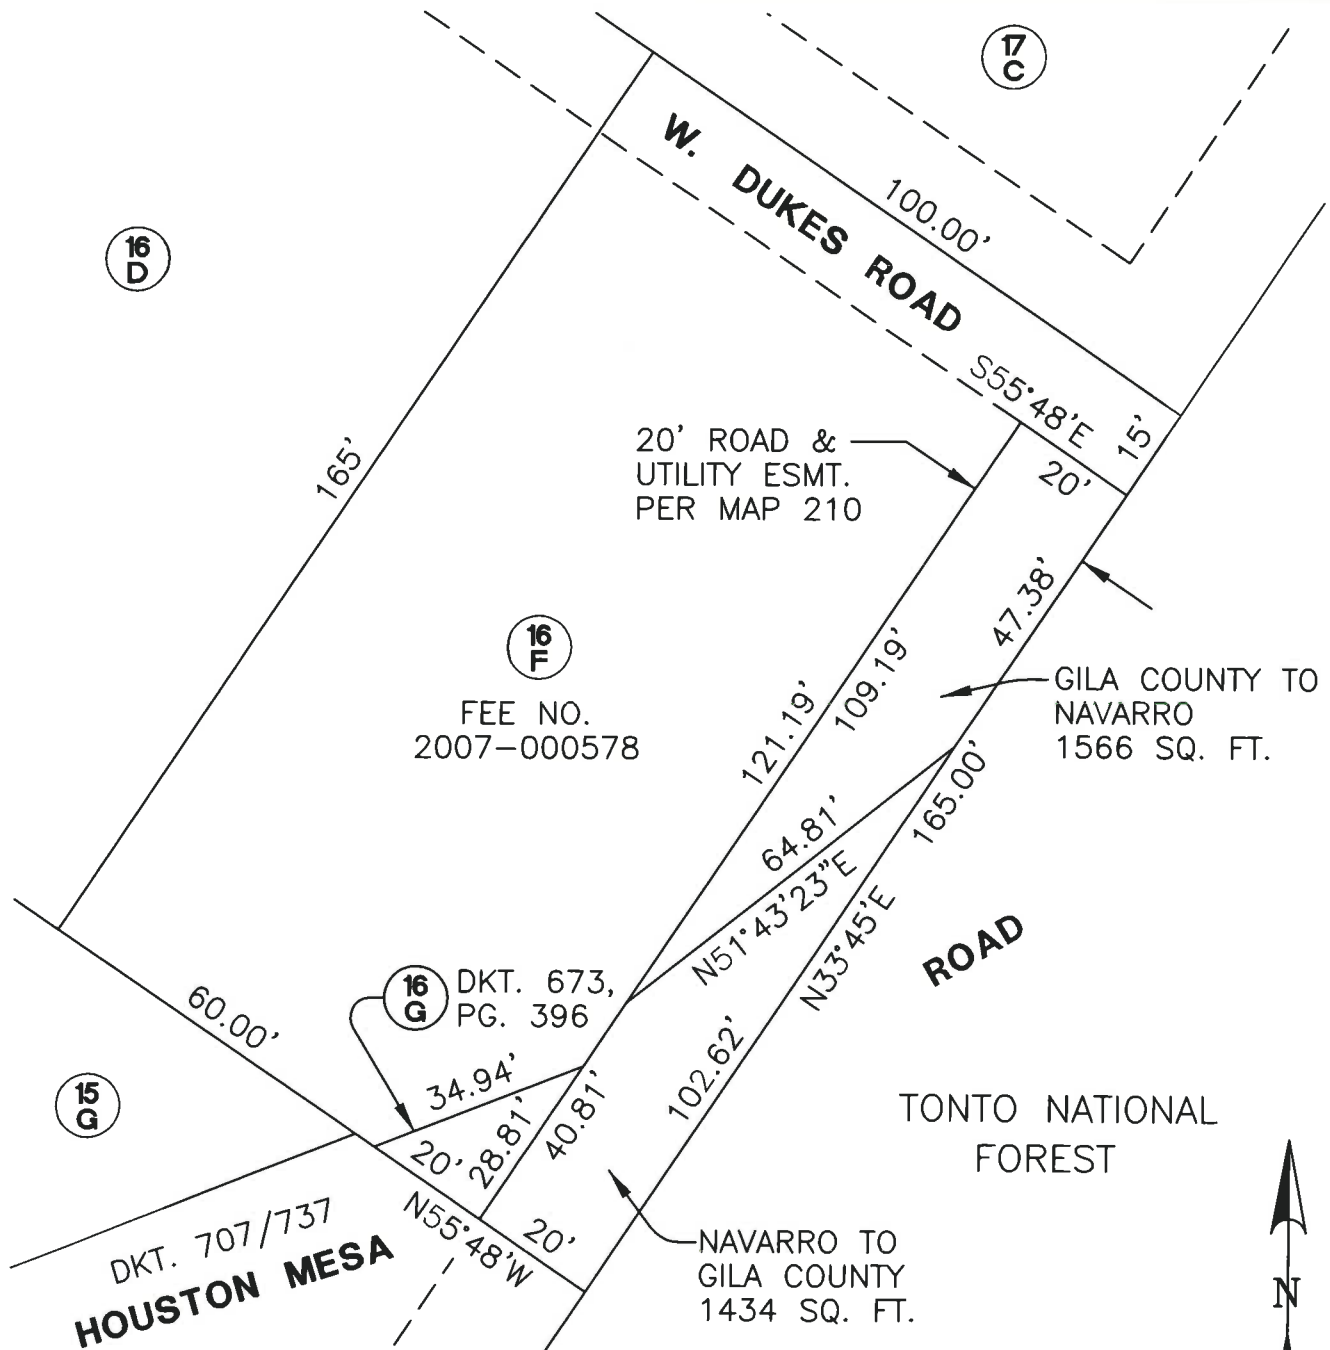 17
C
W. DUKES ROAD
100.00'
16
D
S55°48'E
15'
20' ROAD &
UTILITY ESMT.
PER MAP 210
20'
165'
47.38'
16
F
FEE NO.
2007-000578
121.19'
109.19'
GILA COUNTY TO
NAVARRO
1566 SQ. FT.
64.81'
N51°43'23"E
165.00'
N33°45'E
ROAD
16
G
DKT. 673,
PG. 396
60.00'
34.94'
102.62'
15
G
20'
28.81'
40.81'
TONTO NATIONAL
FOREST
N55°48'W
20'
DKT. 707/737
HOUSTON MESA
NAVARRO TO
GILA COUNTY
1434 SQ. FT.
N